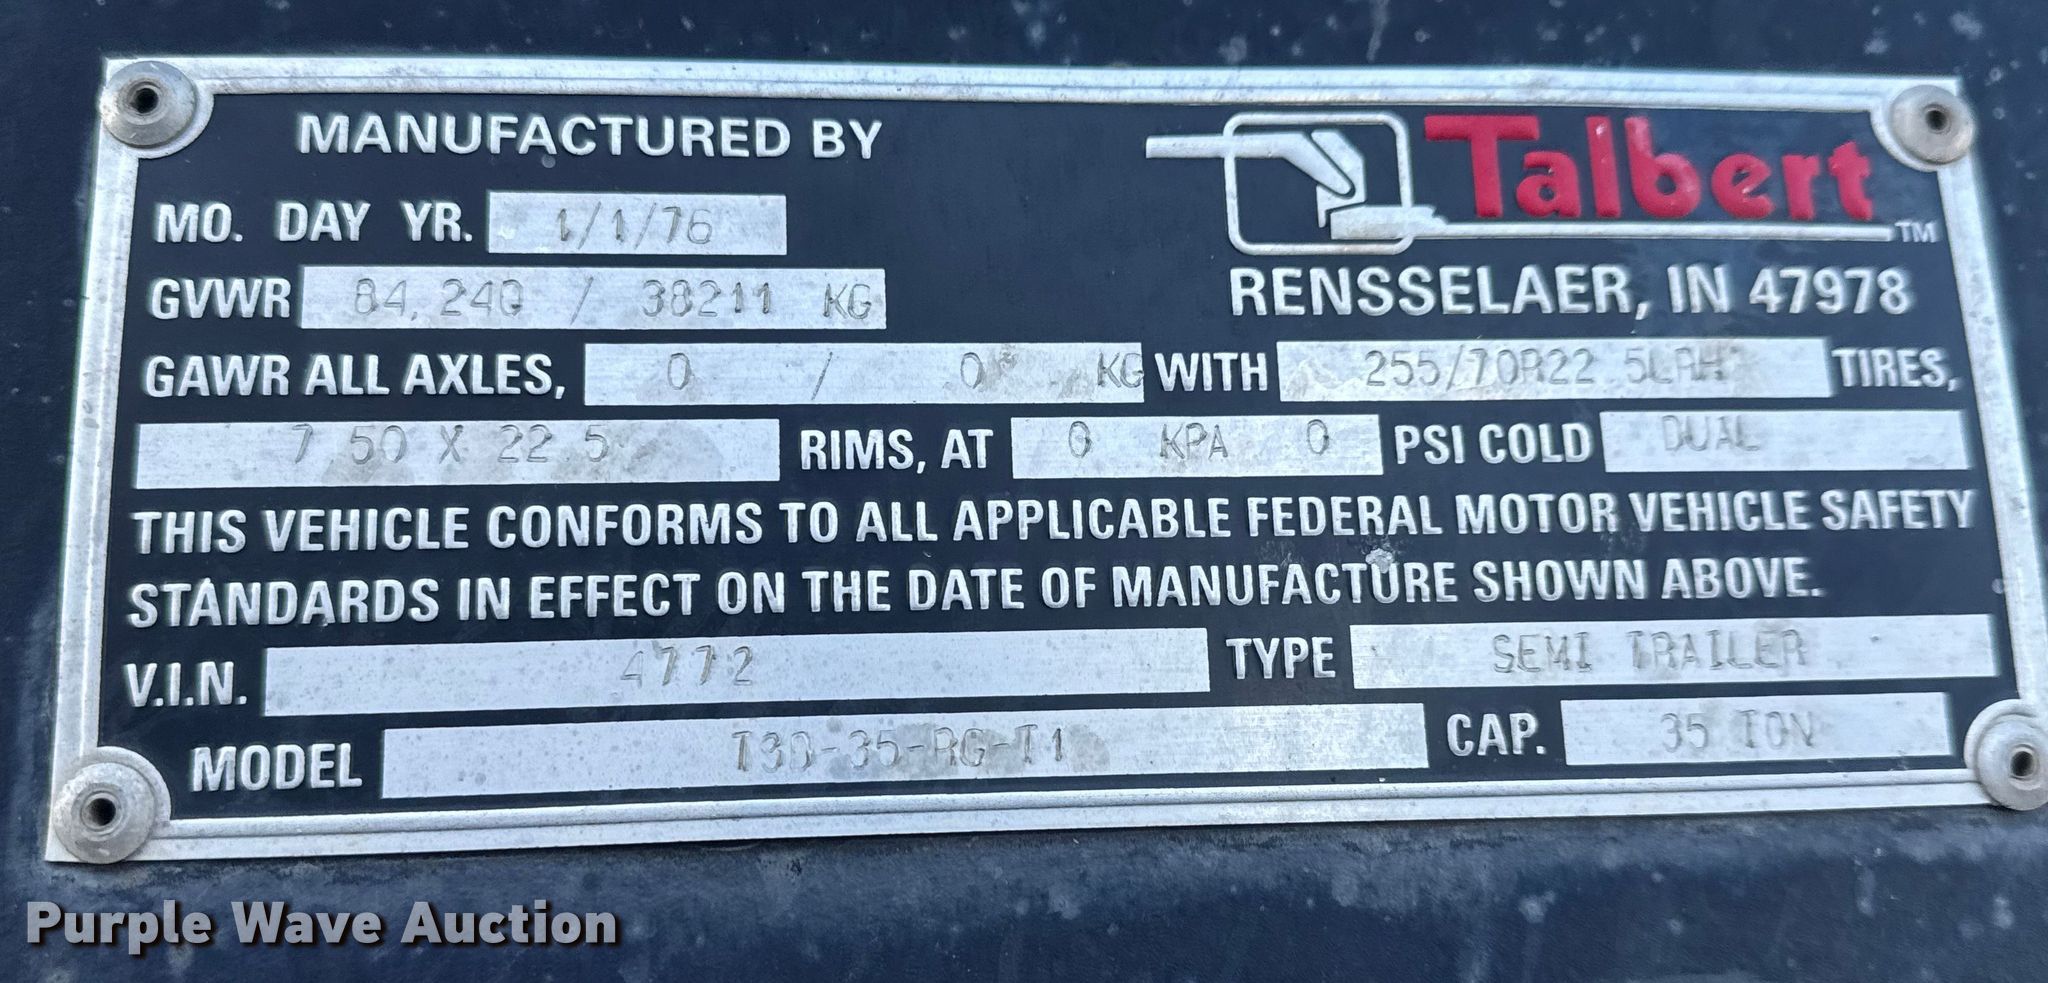 MANUFACTURED BY Talbert™
MO. DAY YR. 1/1/76
RENSSELAER, IN 47978
GVWR 84,240 / 38211 KG
GAWR ALL AXLES, 0 / 0 KG WITH 255/70R22.5LRH TIRES,
7.50 X 22.5 RIMS, AT 0 KPA 0 PSI COLD DUAL
THIS VEHICLE CONFORMS TO ALL APPLICABLE FEDERAL MOTOR VEHICLE SAFETY
STANDARDS IN EFFECT ON THE DATE OF MANUFACTURE SHOWN ABOVE.
V.I.N. 4772 TYPE SEMI TRAILER
MODEL T3D-35-RG-T1 CAP. 35 TON
Purple Wave Auction